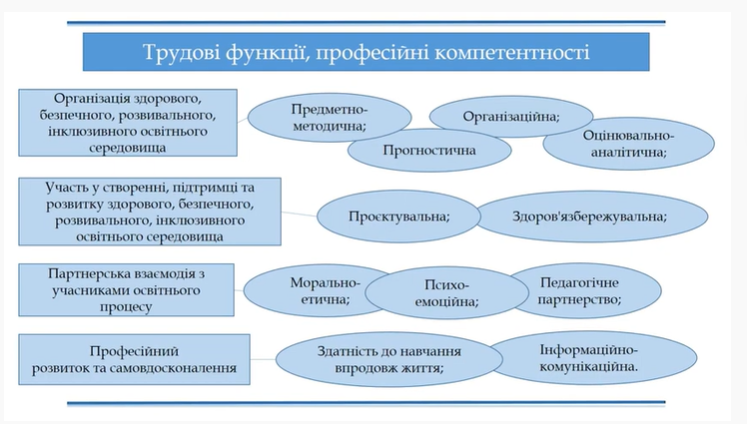 Трудові функції, професійні компетентності
Організація здорового,
безпечного, розвивального,
інклюзивного освітнього
середовища
Предметно-
методична;
Прогностична
Організаційна;
Оцінювально-
аналітична;
Участь у створенні, підтримці та
розвитку здорового, безпечного,
розвивального, інклюзивного
освітнього середовища
Проєктувальна;
Здоров'язбережувальна;
Партнерська взаємодія з
учасниками освітнього
процесу
Морально-
етична;
Психо-
емоційна;
Педагогічне
партнерство;
Професійний
розвиток та самовдосконалення
Здатність до навчання
впродовж життя;
Інформаційно-
комунікаційна.